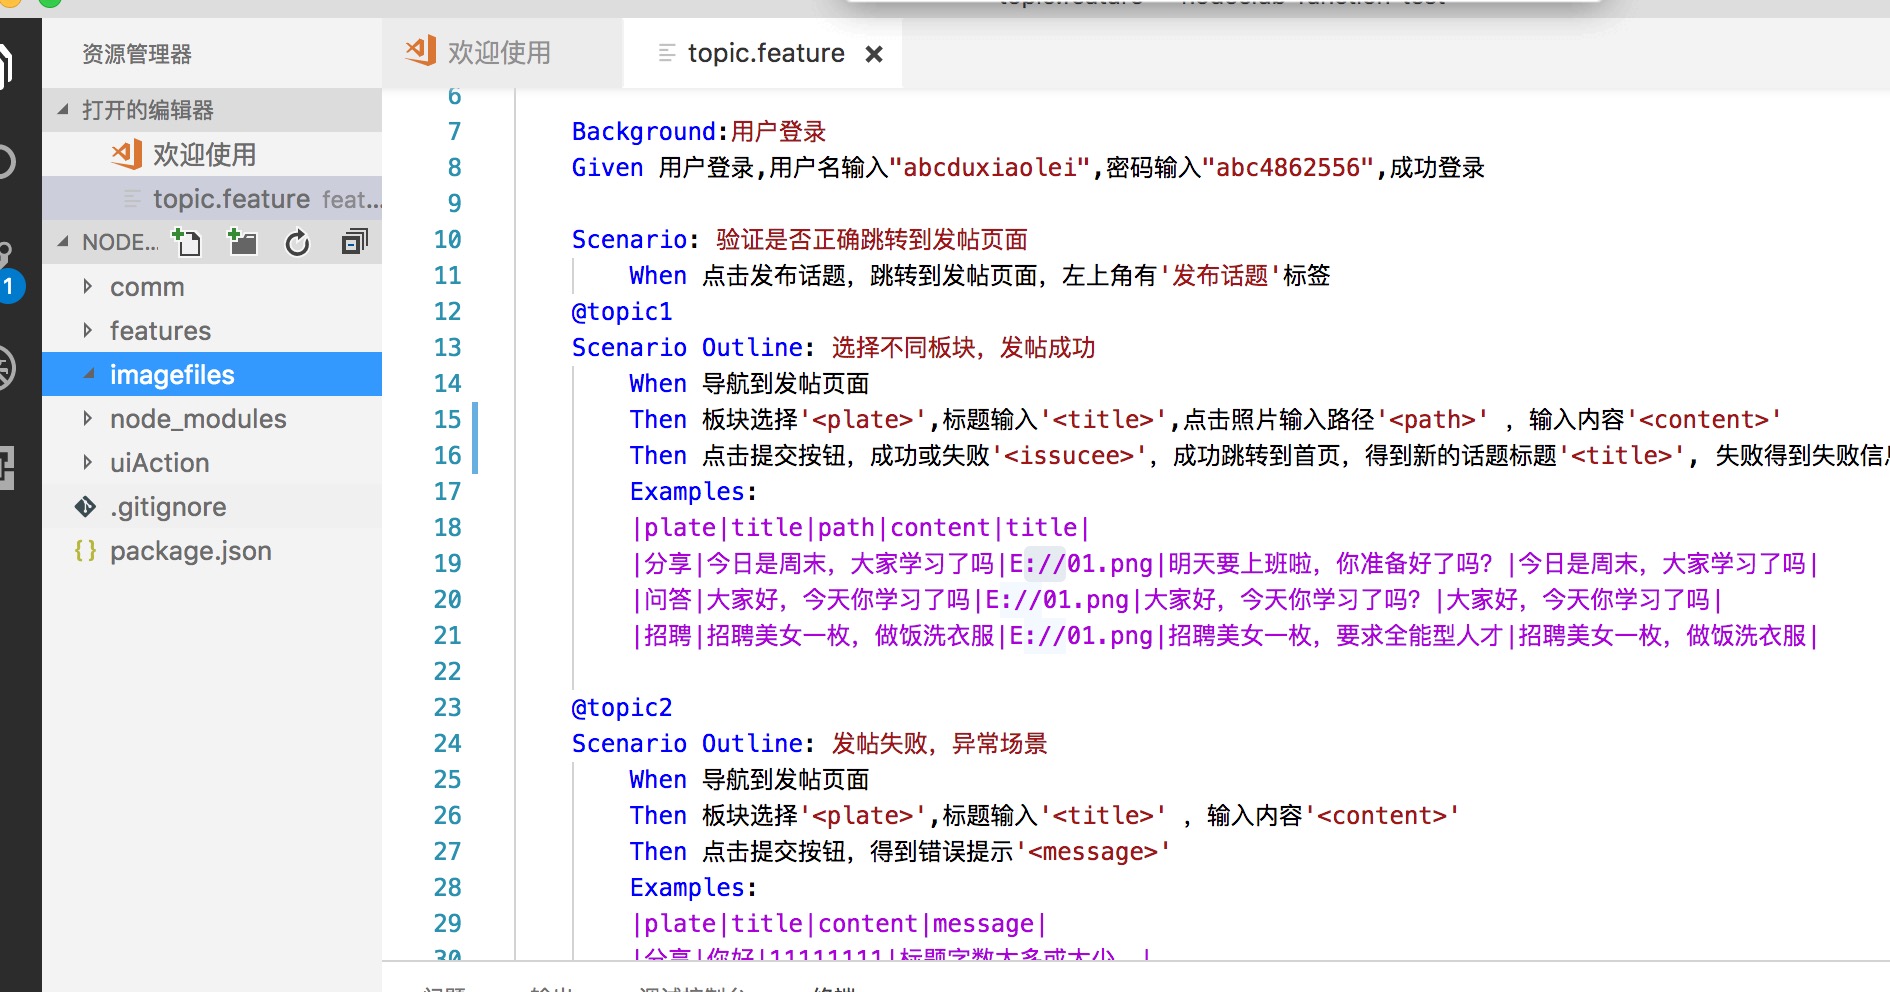 资源管理器
欢迎使用
topic.feature
打开的编辑器
欢迎使用
topic.feature feat...
NODE...
comm
features
imagefiles
node_modules
uiAction
.gitignore
package.json
1
6
7 Background:用户登录
8 Given 用户登录,用户名输入"abcduxiaolei",密码输入"abc4862556",成功登录
9
10 Scenario: 验证是否正确跳转到发帖页面
11 When 点击发布话题，跳转到发帖页面，左上角有'发布话题'标签
12 @topic1
13 Scenario Outline: 选择不同板块，发帖成功
14 When 导航到发帖页面
15 Then 板块选择'<plate>',标题输入'<title>',点击照片输入路径'<path>' ，输入内容'<content>'
16 Then 点击提交按钮，成功或失败'<issucee>'，成功跳转到首页，得到新的话题标题'<title>'，失败得到失败信
17 Examples:
18 |plate|title|path|content|title|
19 |分享|今日是周末，大家学习了吗|E://01.png|明天要上班啦，你准备好了吗？|今日是周末，大家学习了吗|
20 |问答|大家好，今天你学习了吗|E://01.png|大家好，今天你学习了吗？|大家好，今天你学习了吗|
21 |招聘|招聘美女一枚，做饭洗衣服|E://01.png|招聘美女一枚，要求全能型人才|招聘美女一枚，做饭洗衣服|
22
23 @topic2
24 Scenario Outline: 发帖失败，异常场景
25 When 导航到发帖页面
26 Then 板块选择'<plate>',标题输入'<title>' ，输入内容'<content>'
27 Then 点击提交按钮，得到错误提示'<message>'
28 Examples:
29 |plate|title|content|message|
30 |分享|你好|11111111|标题字数太多或太少。|